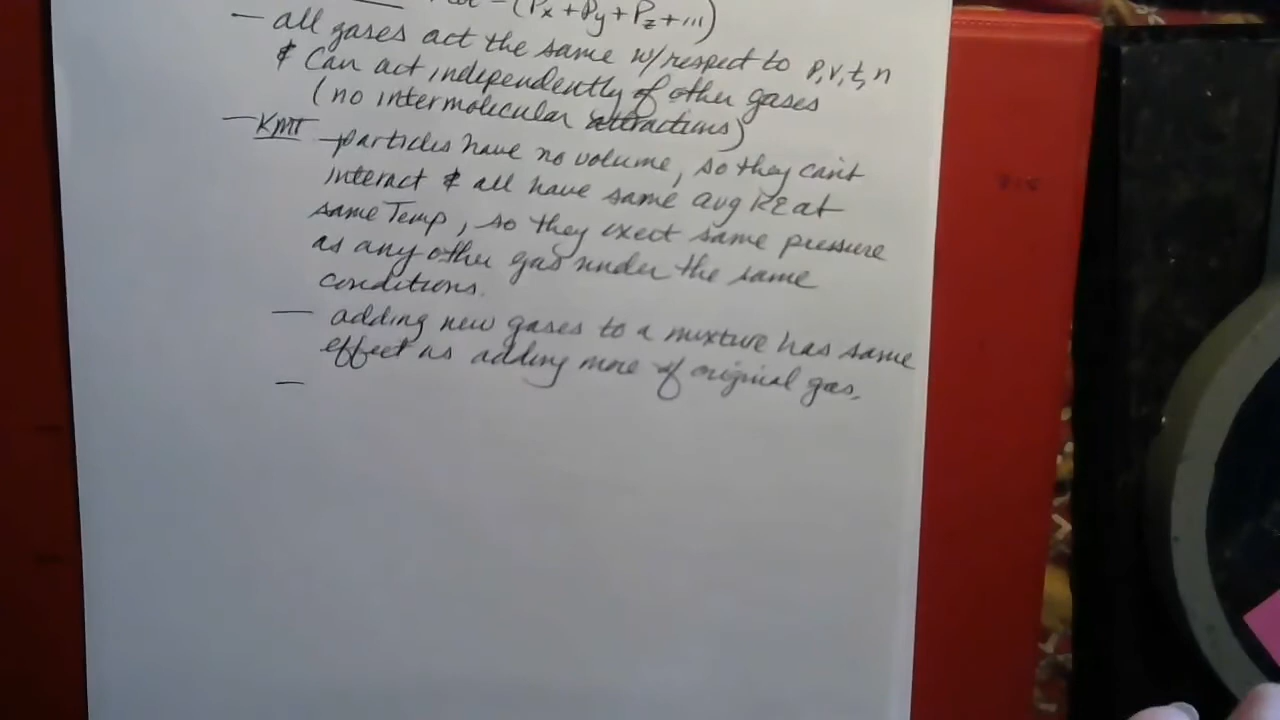 = (Px + Py + Pz + ...)
— all gases act the same w/respect to P, V, t, n
& can act independently of other gases
(no intermolecular attractions)
— KMT — particles have no volume, so they can't
interact & all have same avg KE at
same Temp, so they exert same pressure
as any other gas under the same
conditions.
— adding new gases to a mixture has same
effect as adding more of original gas.
—